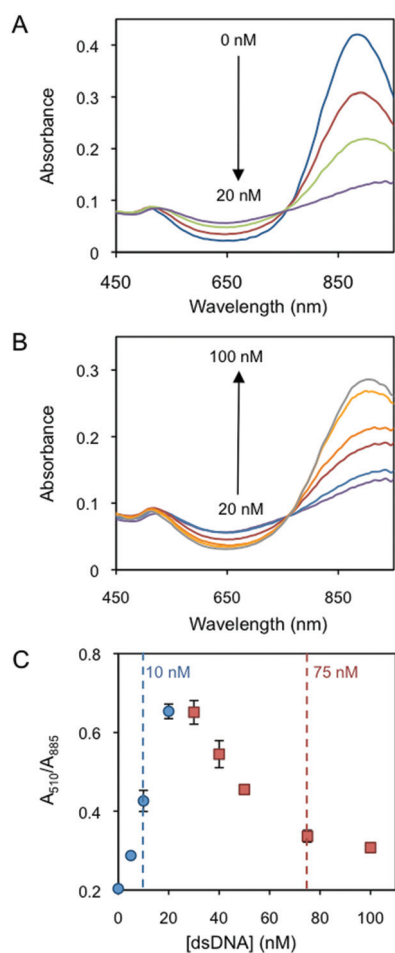 A
0.4
0.3
0.2
0.1
0
Absorbance
0 nM
20 nM
450
650
850
Wavelength (nm)
B
0.3
0.2
0.1
0
Absorbance
100 nM
20 nM
450
650
850
Wavelength (nm)
C
0.8
0.6
0.4
0.2
A510/A885
10 nM
75 nM
0
20
40
60
80
100
[dsDNA] (nM)